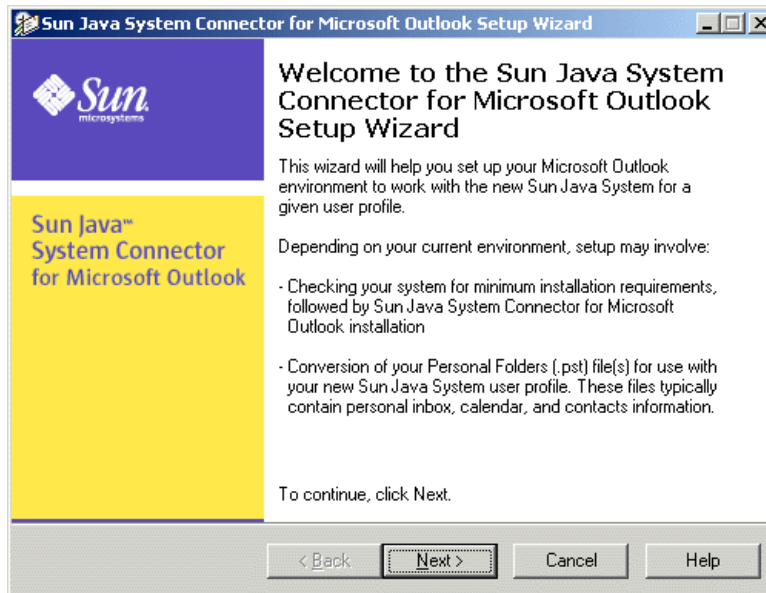 Sun Java System Connector for Microsoft Outlook Setup Wizard
Sun
microsystems
Sun Java™
System Connector
for Microsoft Outlook
Welcome to the Sun Java System
Connector for Microsoft Outlook
Setup Wizard
This wizard will help you set up your Microsoft Outlook
environment to work with the new Sun Java System for a
given user profile.
Depending on your current environment, setup may involve:
- Checking your system for minimum installation requirements,
followed by Sun Java System Connector for Microsoft
Outlook installation
- Conversion of your Personal Folders (.pst) file(s) for use with
your new Sun Java System user profile. These files typically
contain personal inbox, calendar, and contacts information.
To continue, click Next.
< Back
Next >
Cancel
Help